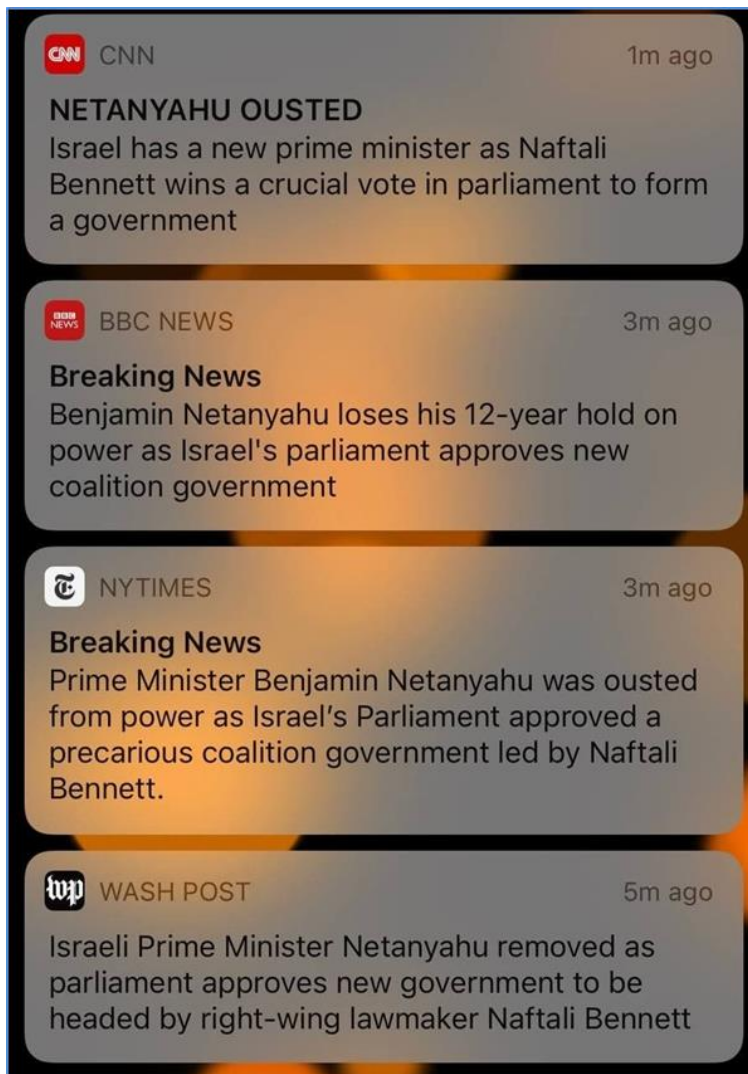 CNN CNN 1m ago
NETANYAHU OUSTED
Israel has a new prime minister as Naftali
Bennett wins a crucial vote in parliament to form
a government
BBC NEWS BBC NEWS 3m ago
Breaking News
Benjamin Netanyahu loses his 12-year hold on
power as Israel's parliament approves new
coalition government
T NYTIMES 3m ago
Breaking News
Prime Minister Benjamin Netanyahu was ousted
from power as Israel’s Parliament approved a
precarious coalition government led by Naftali
Bennett.
wp WASH POST 5m ago
Israeli Prime Minister Netanyahu removed as
parliament approves new government to be
headed by right-wing lawmaker Naftali Bennett